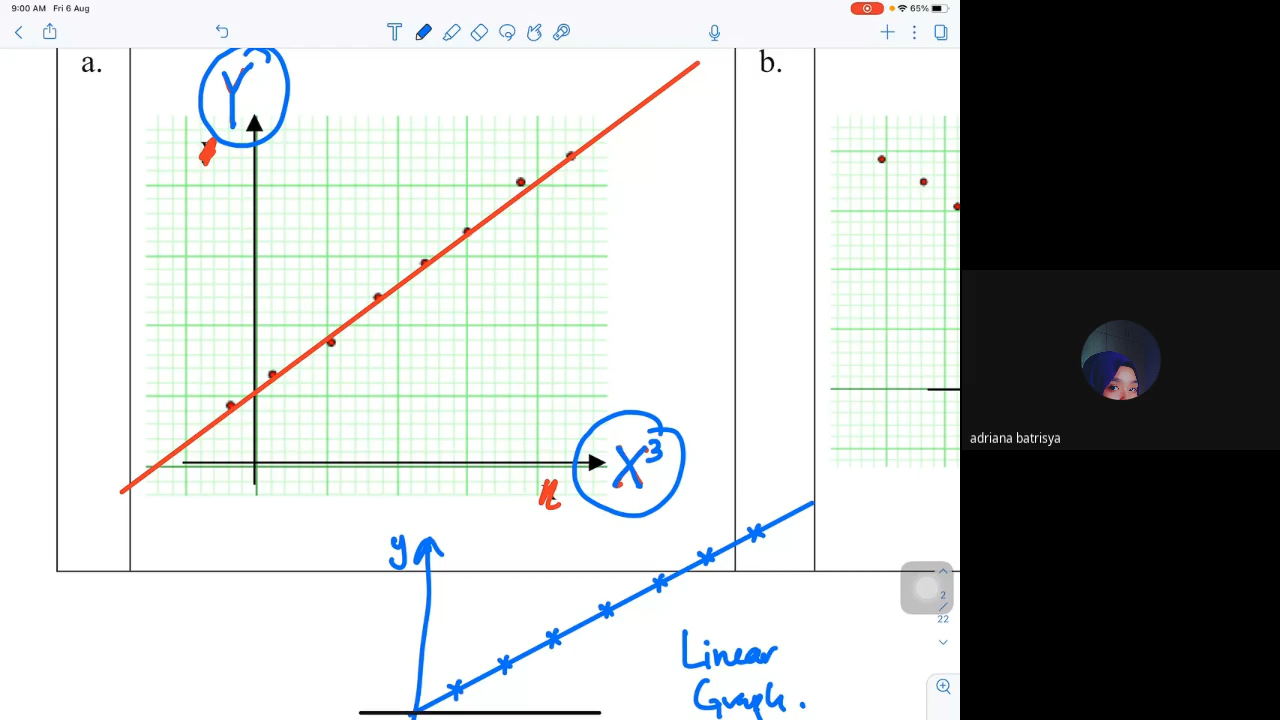 9:00 AM Fri 6 Aug
65%
a.
b.
Y
X³
y
2
/
22
Linear
Graph.
adriana batrisya